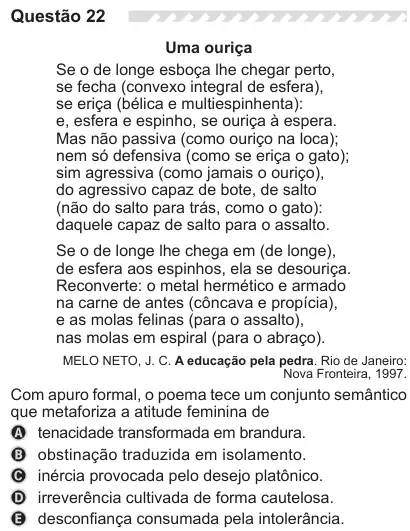 Questão 22
Uma ouriça
Se o de longe esboça lhe chegar perto,
se fecha (convexo integral de esfera),
se eriça (bélica e multiespinhenta):
e, esfera e espinho, se ouriça à espera.
Mas não passiva (como ouriço na loca);
nem só defensiva (como se eriça o gato);
sim agressiva (como jamais o ouriço),
do agressivo capaz de bote, de salto
(não do salto para trás, como o gato):
daquele capaz de salto para o assalto.
Se o de longe lhe chega em (de longe),
de esfera aos espinhos, ela se desouriça.
Reconverte: o metal hermético e armado
na carne de antes (côncava e propícia),
e as molas felinas (para o assalto),
nas molas em espiral (para o abraço).
MELO NETO, J. C. A educação pela pedra. Rio de Janeiro:
Nova Fronteira, 1997.
Com apuro formal, o poema tece um conjunto semântico
que metaforiza a atitude feminina de
A tenacidade transformada em brandura.
B obstinação traduzida em isolamento.
C inércia provocada pelo desejo platônico.
D irreverência cultivada de forma cautelosa.
E desconfiança consumada pela intolerância.